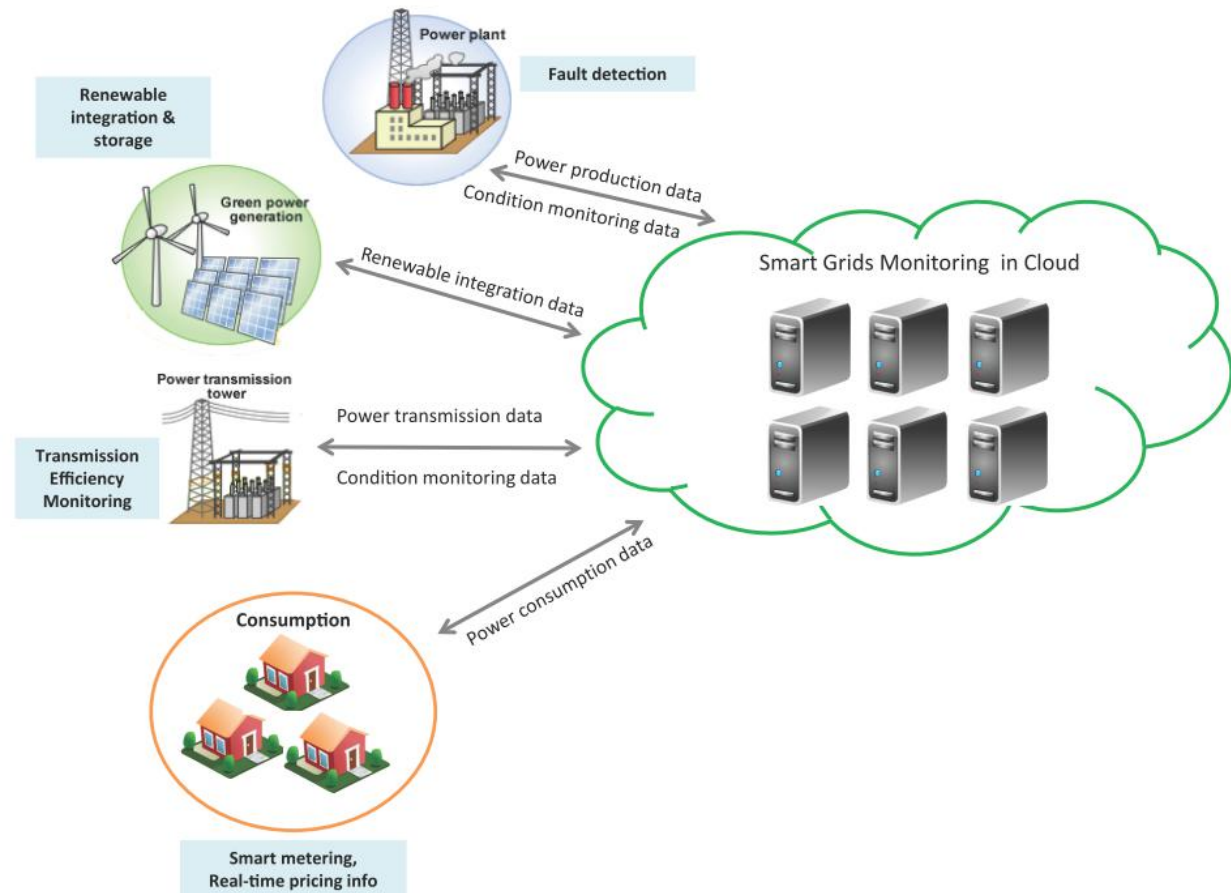 Power plant
Fault detection
Renewable
integration &
storage
Green power
generation
Power production data
Condition monitoring data
Renewable integration data
Smart Grids Monitoring  in Cloud
Power transmission
tower
Transmission
Efficiency
Monitoring
Power transmission data
Condition monitoring data
Power consumption data
Consumption
Smart metering,
Real-time pricing info